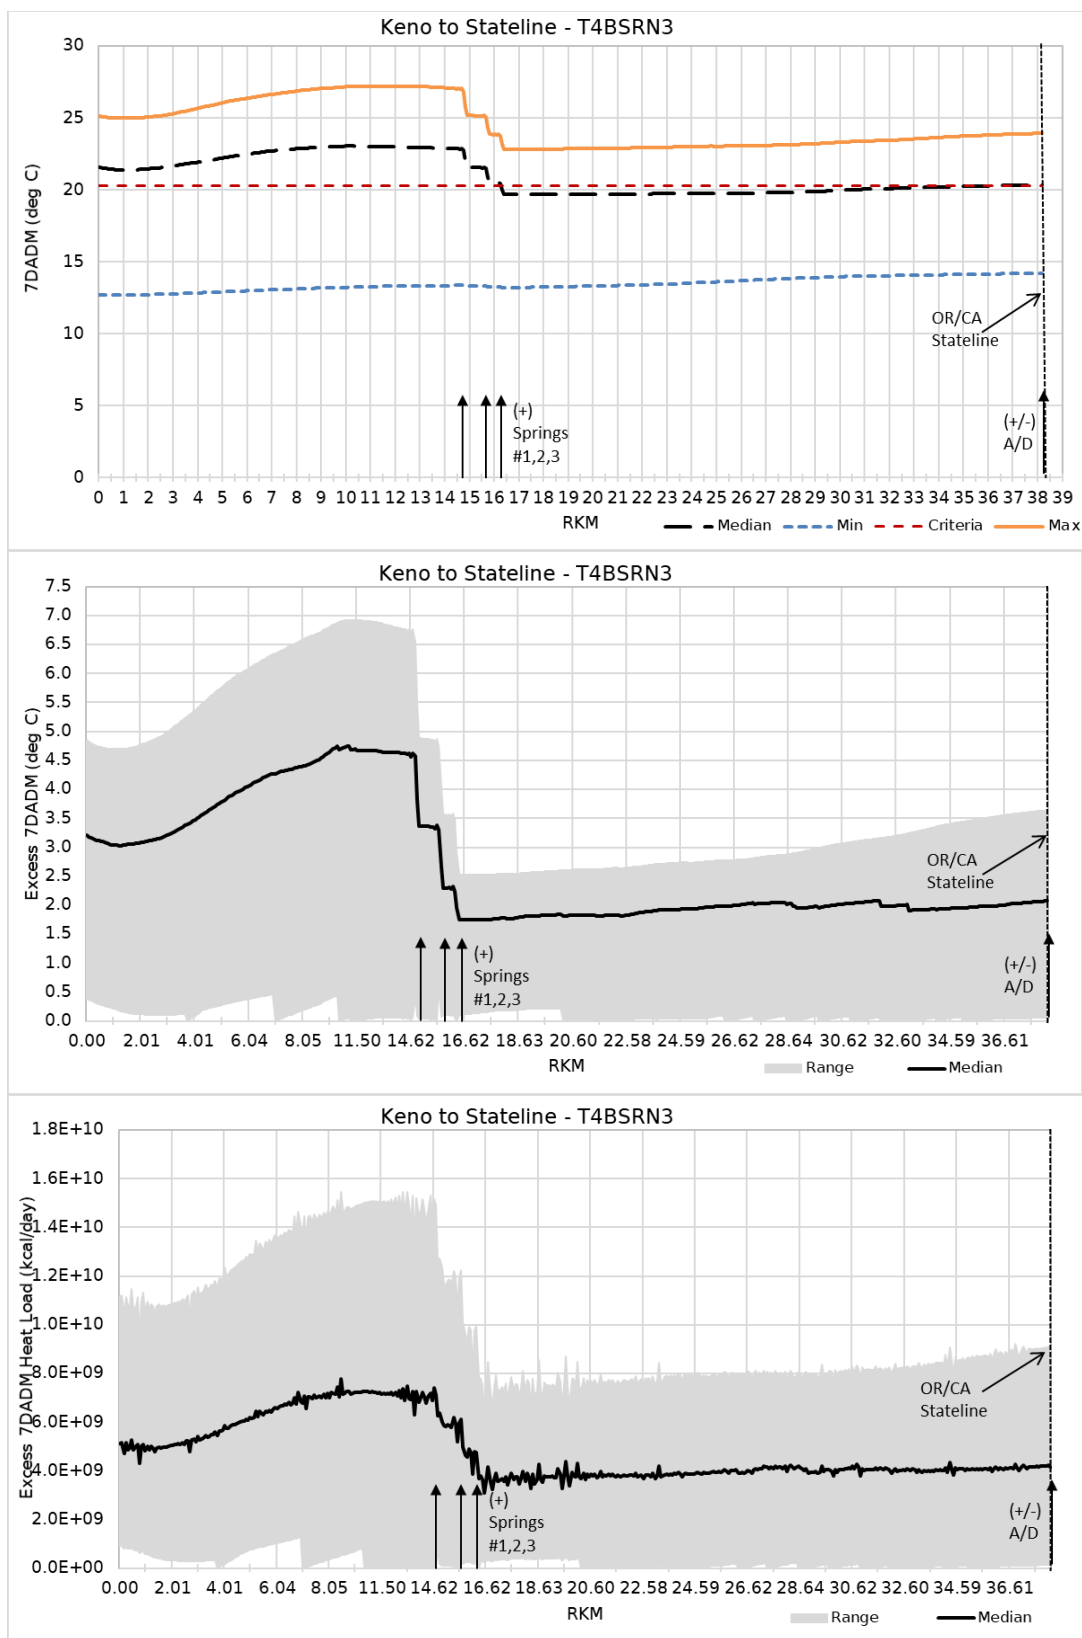 Keno to Stateline - T4BSRN3
30
25
20
15
10
5
0
7DADM (deg C)
OR/CA
Stateline
(+)
Springs
#1,2,3
(+/-)
A/D
0 1 2 3 4 5 6 7 8 9 10 11 12 13 14 15 16 17 18 19 20 21 22 23 24 25 26 27 28 29 30 31 32 33 34 35 36 37 38 39
RKM
Median Min Criteria Max
Keno to Stateline - T4BSRN3
7.5
7.0
6.5
6.0
5.5
5.0
4.5
4.0
3.5
3.0
2.5
2.0
1.5
1.0
0.5
0.0
Excess 7DADM (deg C)
OR/CA
Stateline
(+)
Springs
#1,2,3
(+/-)
A/D
0.00 2.01 4.01 6.04 8.05 11.50 14.62 16.62 18.63 20.60 22.58 24.59 26.62 28.64 30.62 32.60 34.59 36.61
RKM
Range Median
Keno to Stateline - T4BSRN3
1.8E+10
1.6E+10
1.4E+10
1.2E+10
1.0E+10
8.0E+09
6.0E+09
4.0E+09
2.0E+09
0.0E+00
Excess 7DADM Heat Load (kcal/day)
OR/CA
Stateline
(+)
Springs
#1,2,3
(+/-)
A/D
0.00 2.01 4.01 6.04 8.05 11.50 14.62 16.62 18.63 20.60 22.58 24.59 26.62 28.64 30.62 32.60 34.59 36.61
RKM
Range Median